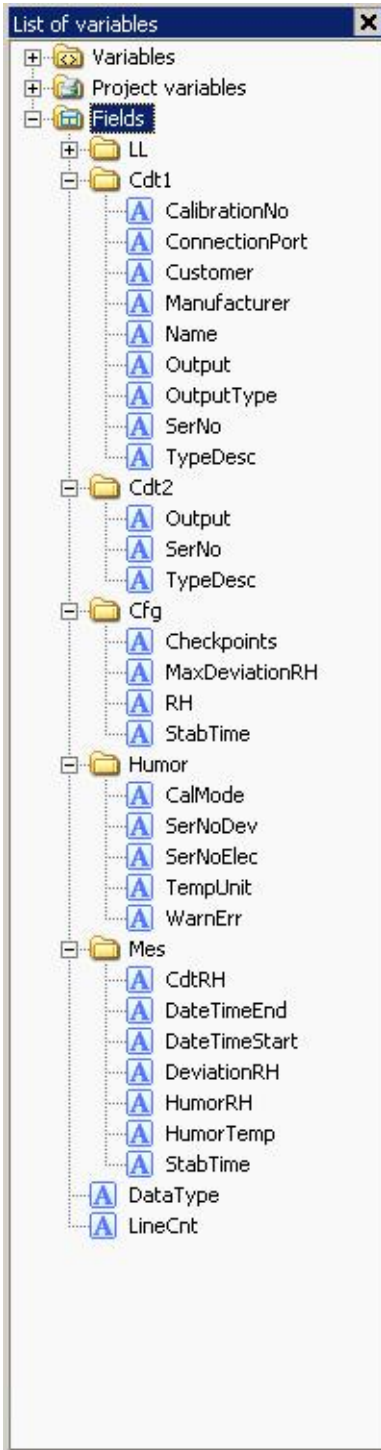 List of variables
Variables
Project variables
Fields
LL
Cdt1
CalibrationNo
ConnectionPort
Customer
Manufacturer
Name
Output
OutputType
SerNo
TypeDesc
Cdt2
Output
SerNo
TypeDesc
Cfg
Checkpoints
MaxDeviationRH
RH
StabTime
Humor
CalMode
SerNoDev
SerNoElec
TempUnit
WarnErr
Mes
CdtRH
DateTimeEnd
DateTimeStart
DeviationRH
HumorRH
HumorTemp
StabTime
DataType
LineCnt